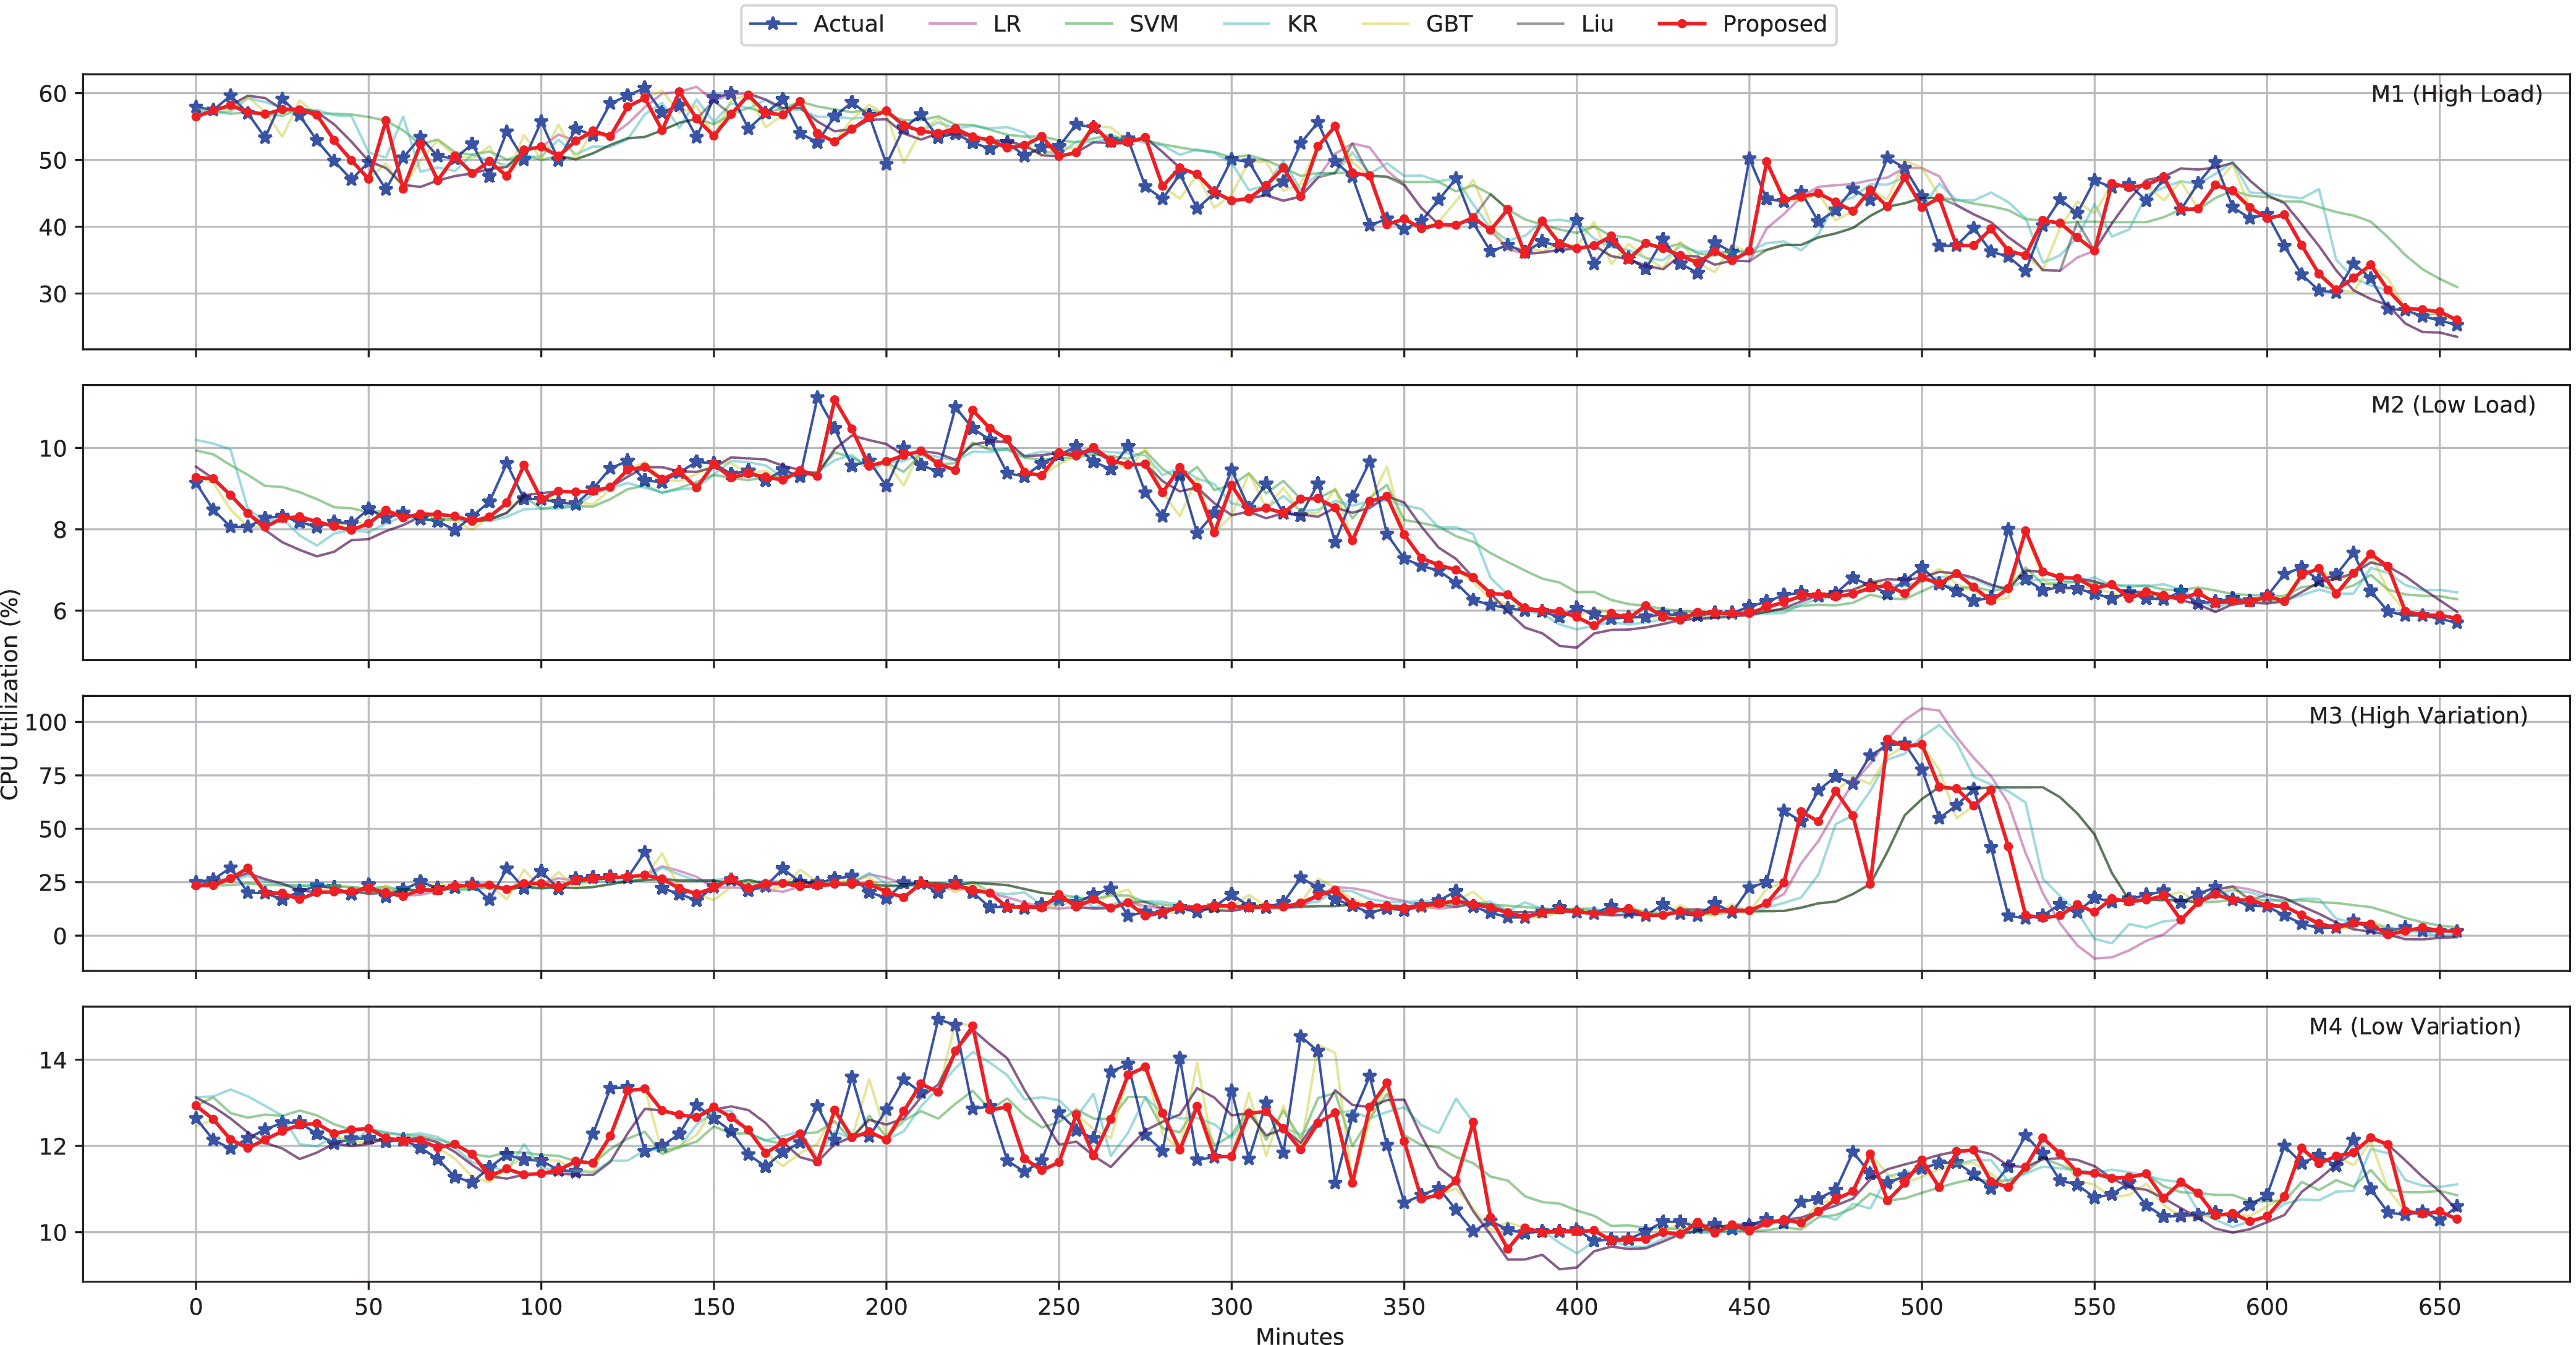 Actual LR SVM KR GBT Liu Proposed
M1 (High Load)
60
50
40
30
M2 (Low Load)
10
8
6
CPU Utilization (%)
M3 (High Variation)
100
75
50
25
0
M4 (Low Variation)
14
12
10
0 50 100 150 200 250 300 350 400 450 500 550 600 650
Minutes